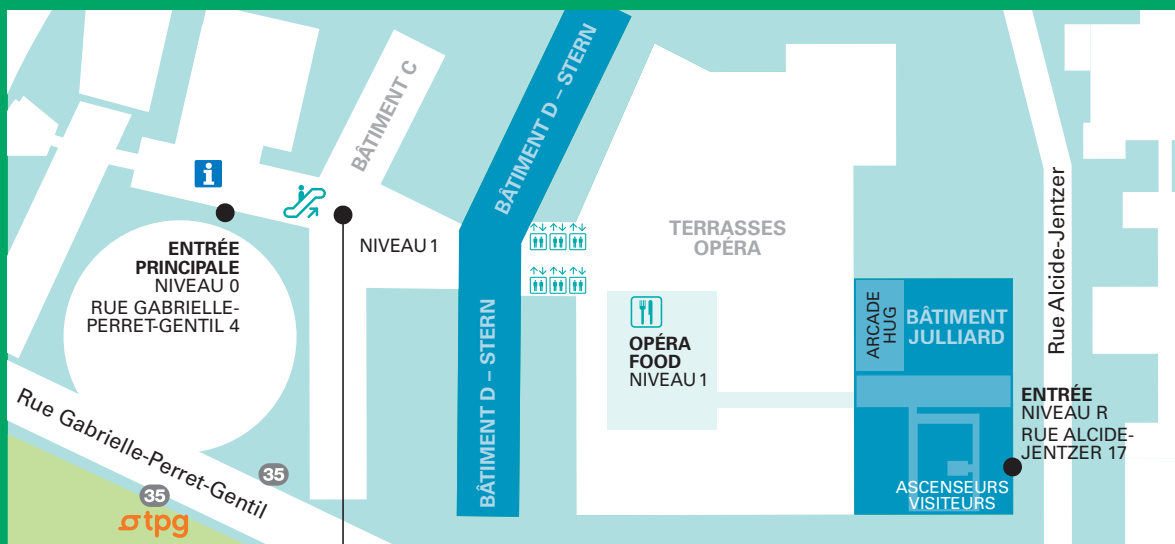 BÂTIMENT C
BÂTIMENT D – STERN
i
ENTRÉE
PRINCIPALE
NIVEAU 0
RUE GABRIELLE-
PERRET-GENTIL 4
NIVEAU 1
BÂTIMENT D – STERN
TERRASSES
OPÉRA
OPÉRA
FOOD
NIVEAU 1
ARCADE
HUG
BÂTIMENT
JULLIARD
Rue Alcide-Jentzer
ENTRÉE
NIVEAU R
RUE ALCIDE-
JENTZER 17
ASCENSEURS
VISITEURS
Rue Gabrielle-Perret-Gentil
35
35
tpg